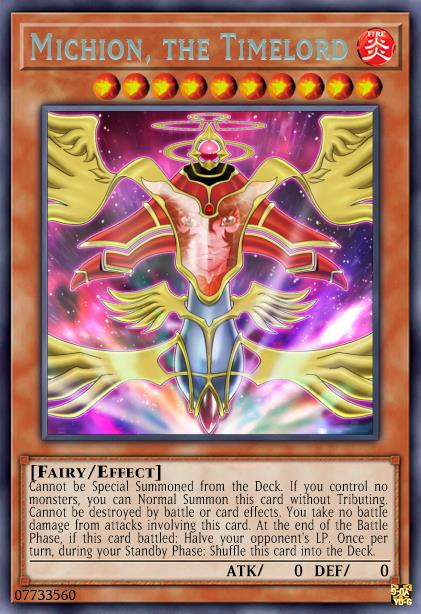 MICHION, THE TIMELORD
FIRE
炎
[FAIRY/EFFECT]
Cannot be Special Summoned from the Deck. If you control no
monsters, you can Normal Summon this card without Tributing.
Cannot be destroyed by battle or card effects. You take no battle
damage from attacks involving this card. At the end of the Battle
Phase, if this card battled: Halve your opponent's LP. Once per
turn, during your Standby Phase: Shuffle this card into the Deck.
ATK/ 0 DEF/ 0
07733560